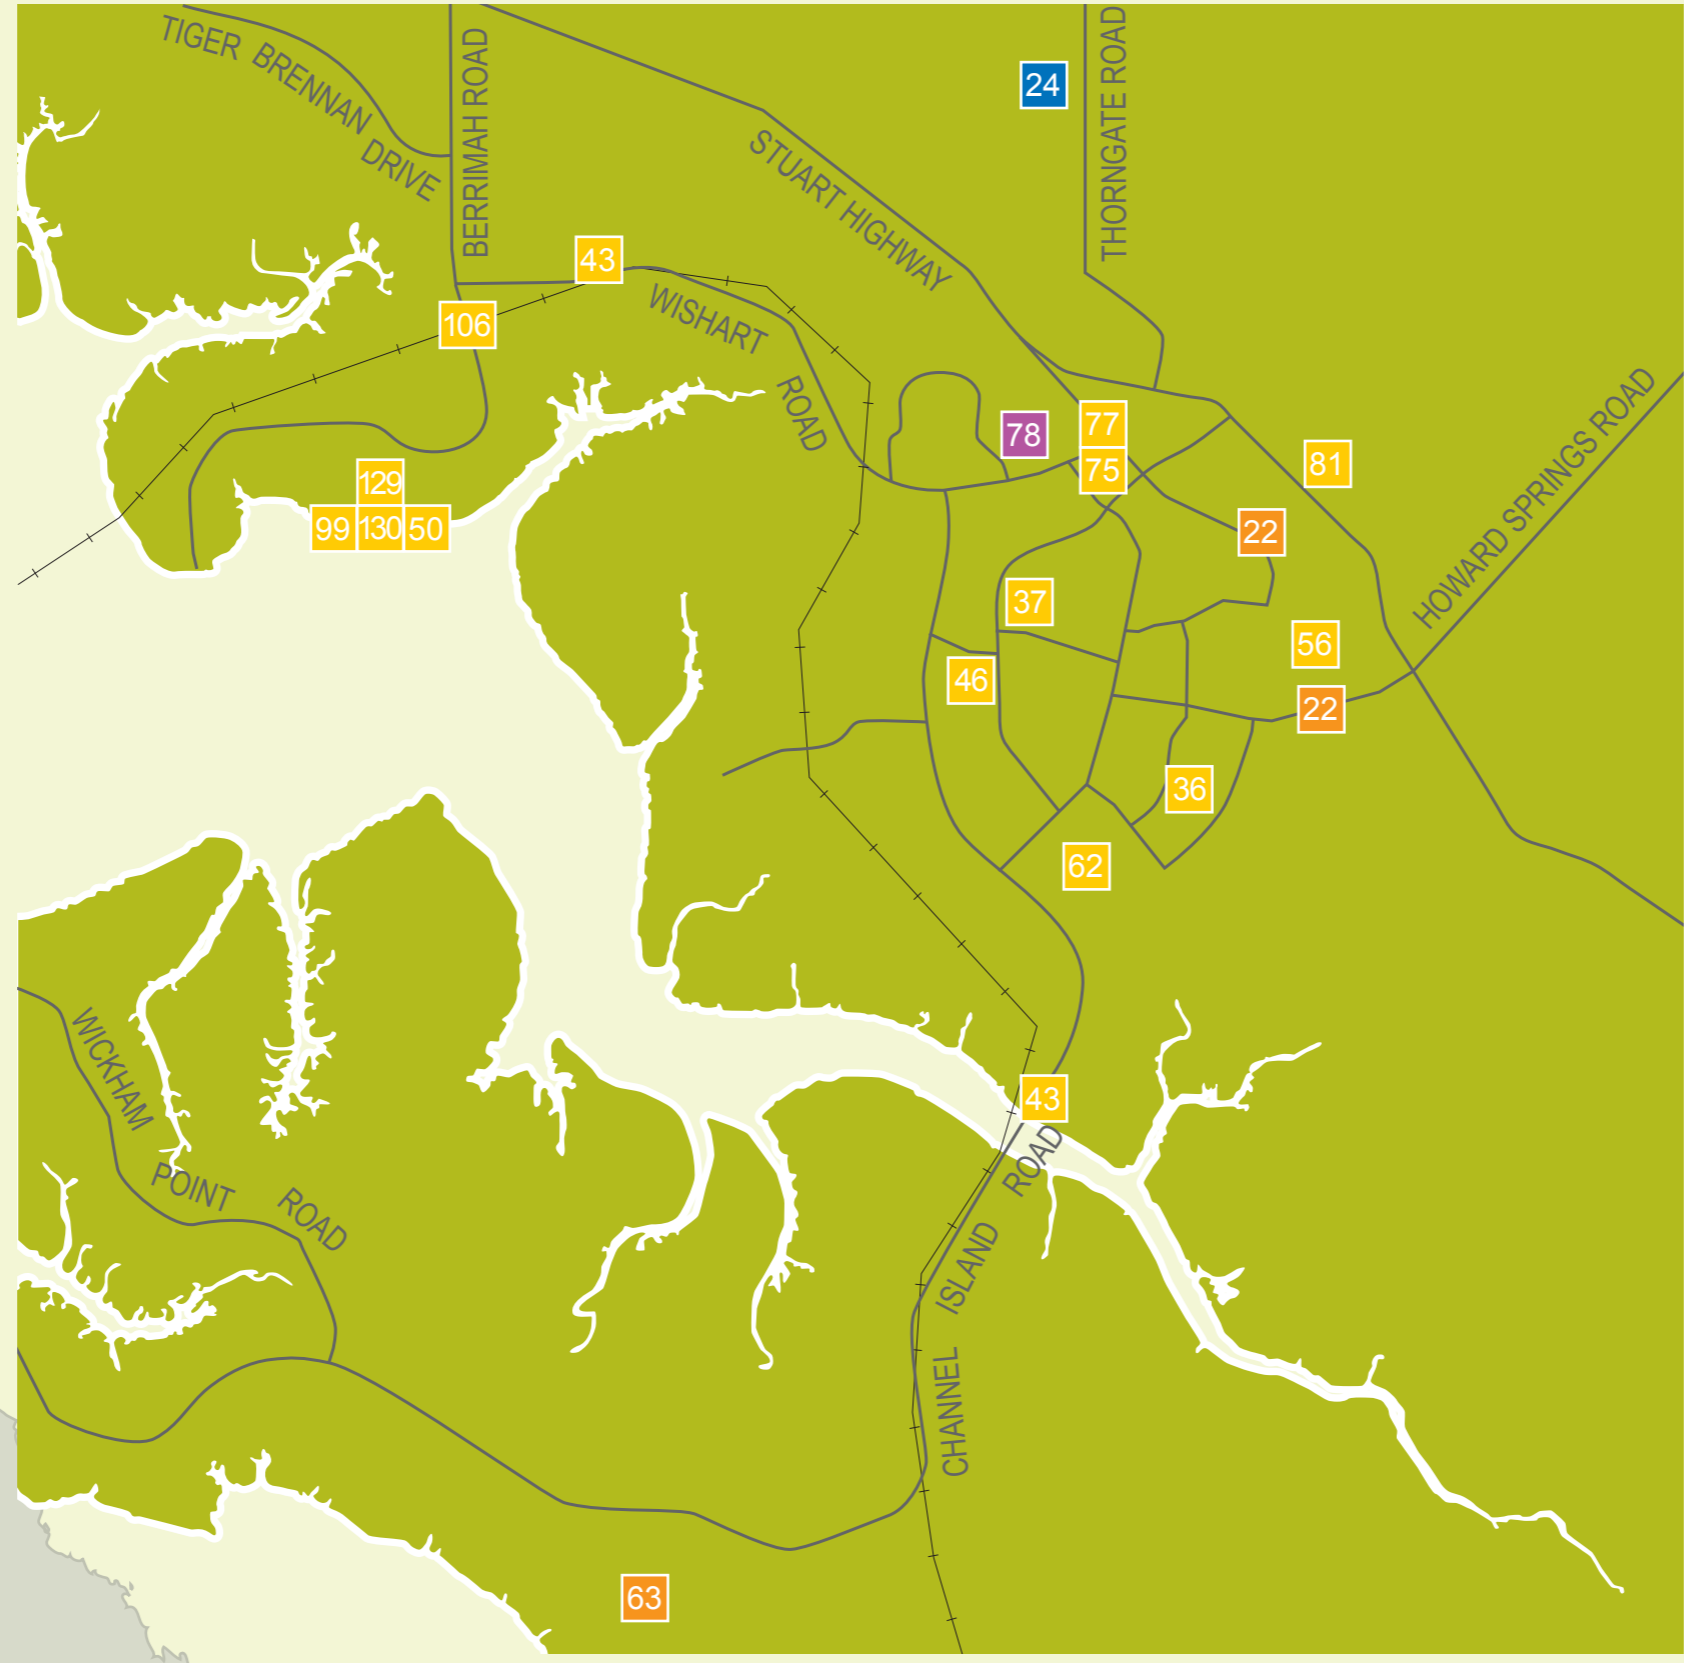 TIGER BRENNAN DRIVE
BERRIMAH ROAD
24
THORNGATE ROAD
STUART HIGHWAY
43
WISHART ROAD
106
78
77
75
81
HOWARD SPRINGS ROAD
129
99
130
50
22
37
56
46
22
36
62
WICKHAM POINT ROAD
43
CHANNEL ISLAND ROAD
63